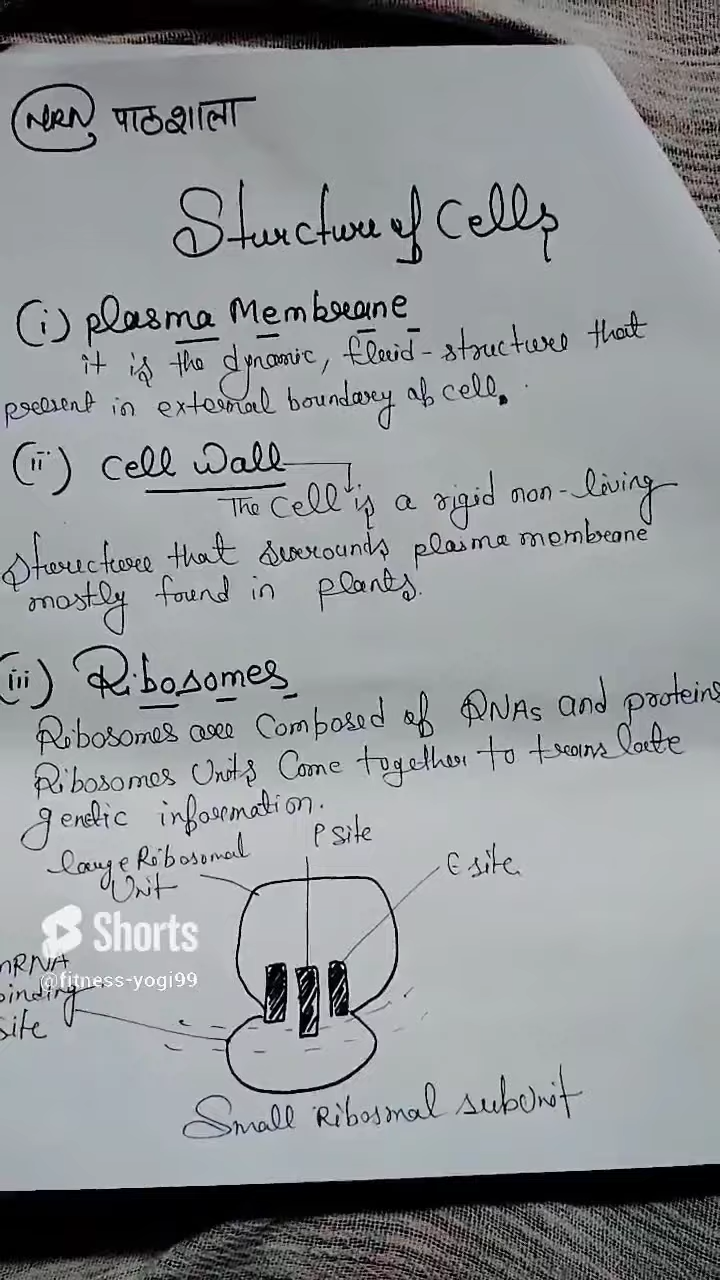 NRN पाठशाला
Sturcture of Cells
(i) plasma Membrane
it is the dynamic, fluid-structure that
present in external boundary of cell.
(ii) Cell Wall
The Cell is a rigid non-living
structure that surrounds plasma membrane
mostly found in plants.
(iii) Ribosomes
Ribosomes are Composed of RNAs and proteins
Ribosomes Units Come together to translate
genetic information.
P site
large Ribosomal
Unit
E site
Shorts
@fitness-yogi99
mRNA
binding
site
Small Ribosmal subUnit